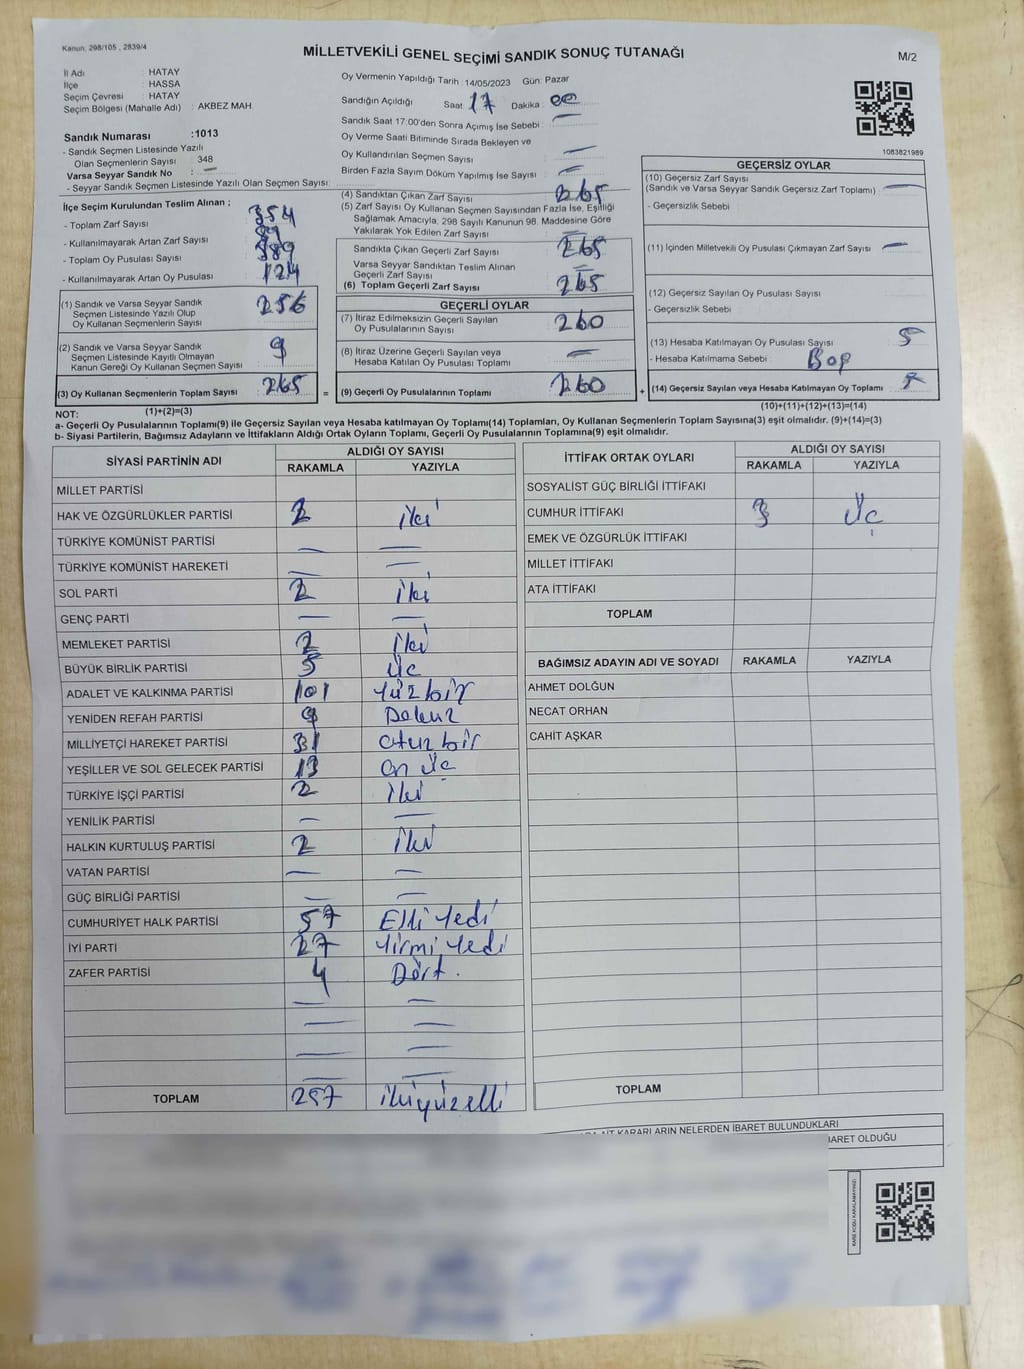 Kanun, 298/105 , 2839/4
MİLLETVEKİLİ GENEL SEÇİMİ SANDIK SONUÇ TUTANAĞI
M/2
İl Adı : HATAY
İlçe : HASSA
Seçim Çevresi : HATAY
Seçim Bölgesi (Mahalle Adı) : AKBEZ MAH.
Sandık Numarası :1013
- Sandık Seçmen Listesinde Yazılı
Olan Seçmenlerin Sayısı : 348
Varsa Seyyar Sandık No : —
- Seyyar Sandık Seçmen Listesinde Yazılı Olan Seçmen Sayısı:
Oy Vermenin Yapıldığı Tarih : 14/05/2023 Gün: Pazar
Sandığın Açıldığı Saat 17 Dakika : 00
Sandık Saat 17:00'den Sonra Açımış İse Sebebi : —
Oy Verme Saati Bitiminde Sırada Bekleyen ve
Oy Kullandırılan Seçmen Sayısı : —
Birden Fazla Sayım Döküm Yapılmış İse Sayısı : —
1083821989
İlçe Seçim Kurulundan Teslim Alınan ;
- Toplam Zarf Sayısı : 354
- Kullanılmayarak Artan Zarf Sayısı : 89
- Toplam Oy Pusulası Sayısı : 389
- Kullanılmayarak Artan Oy Pusulası : 124
(4) Sandıktan Çıkan Zarf Sayısı : 265
(5) Zarf Sayısı Oy Kullanan Seçmen Sayısından Fazla İse, Eşitliği
Sağlamak Amacıyla, 298 Sayılı Kanunun 98. Maddesine Göre
Yakılarak Yok Edilen Zarf Sayısı : —
Sandıkta Çıkan Geçerli Zarf Sayısı : 265
Varsa Seyyar Sandıktan Teslim Alınan
Geçerli Zarf Sayısı : —
(6) Toplam Geçerli Zarf Sayısı : 265
GEÇERSİZ OYLAR
(10) Geçersiz Zarf Sayısı
(Sandık ve Varsa Seyyar Sandık Geçersiz Zarf Toplamı) : —
- Geçersizlik Sebebi :
(11) İçinden Milletvekili Oy Pusulası Çıkmayan Zarf Sayısı : —
(12) Geçersiz Sayılan Oy Pusulası Sayısı :
- Geçersizlik Sebebi :
(13) Hesaba Katılmayan Oy Pusulası Sayısı : 5
- Hesaba Katılmama Sebebi : Boş
(14) Geçersiz Sayılan veya Hesaba Katılmayan Oy Toplamı : 5
(10)+(11)+(12)+(13)=(14)
(1) Sandık ve Varsa Seyyar Sandık
Seçmen Listesinde Yazılı Olup
Oy Kullanan Seçmenlerin Sayısı : 256
(2) Sandık ve Varsa Seyyar Sandık
Seçmen Listesinde Kayıtlı Olmayan
Kanun Gereği Oy Kullanan Seçmen Sayısı : 9
(3) Oy Kullanan Seçmenlerin Toplam Sayısı : 265 =
GEÇERLİ OYLAR
(7) İtiraz Edilmeksizin Geçerli Sayılan
Oy Pusulalarının Sayısı : 260
(8) İtiraz Üzerine Geçerli Sayılan veya
Hesaba Katılan Oy Pusulası Toplamı : —
(9) Geçerli Oy Pusulalarının Toplamı : 260 +
NOT: (1)+(2)=(3)
a- Geçerli Oy Pusulalarının Toplamı(9) ile Geçersiz Sayılan veya Hesaba katılmayan Oy Toplamı(14) Toplamları, Oy Kullanan Seçmenlerin Toplam Sayısına(3) eşit olmalıdır. (9)+(14)=(3)
b- Siyasi Partilerin, Bağımsız Adayların ve İttifakların Aldığı Ortak Oyların Toplamı, Geçerli Oy Pusulalarının Toplamına(9) eşit olmalıdır.
SİYASİ PARTİNİN ADI ALDIĞI OY SAYISI
RAKAMLA YAZIYLA
MİLLET PARTİSİ
HAK VE ÖZGÜRLÜKLER PARTİSİ 2 iki
TÜRKİYE KOMÜNİST PARTİSİ — —
TÜRKİYE KOMÜNİST HAREKETİ — —
SOL PARTİ 2 iki
GENÇ PARTİ — —
MEMLEKET PARTİSİ 2 iki
BÜYÜK BİRLİK PARTİSİ üç
ADALET VE KALKINMA PARTİSİ 101 Yüz bir
YENİDEN REFAH PARTİSİ 9 Dokuz
MİLLİYETÇİ HAREKET PARTİSİ 31 Otuz bir
YEŞİLLER VE SOL GELECEK PARTİSİ 13 On üç
TÜRKİYE İŞÇİ PARTİSİ 2 iki
YENİLİK PARTİSİ — —
HALKIN KURTULUŞ PARTİSİ 2 iki
VATAN PARTİSİ — —
GÜÇ BİRLİĞİ PARTİSİ — —
CUMHURİYET HALK PARTİSİ 57 Elli Yedi
İYİ PARTİ 27 Yirmi Yedi
ZAFER PARTİSİ 4 Dört.
— —
— —
— —
— —
TOPLAM 257 ikiyüzelli
İTTİFAK ORTAK OYLARI ALDIĞI OY SAYISI
RAKAMLA YAZIYLA
SOSYALİST GÜÇ BİRLİĞİ İTTİFAKI
CUMHUR İTTİFAKI 3 Üç
EMEK VE ÖZGÜRLÜK İTTİFAKI
MİLLET İTTİFAKI
ATA İTTİFAKI
TOPLAM
BAĞIMSIZ ADAYIN ADI VE SOYADI RAKAMLA YAZIYLA
AHMET DOLĞUN
NECAT ORHAN
CAHİT AŞKAR
TOPLAM
KARARLARIN NELERDEN İBARET BULUNDUKLARI
İBARET OLDUĞU
KARE KODU KARALAMAYINIZ!